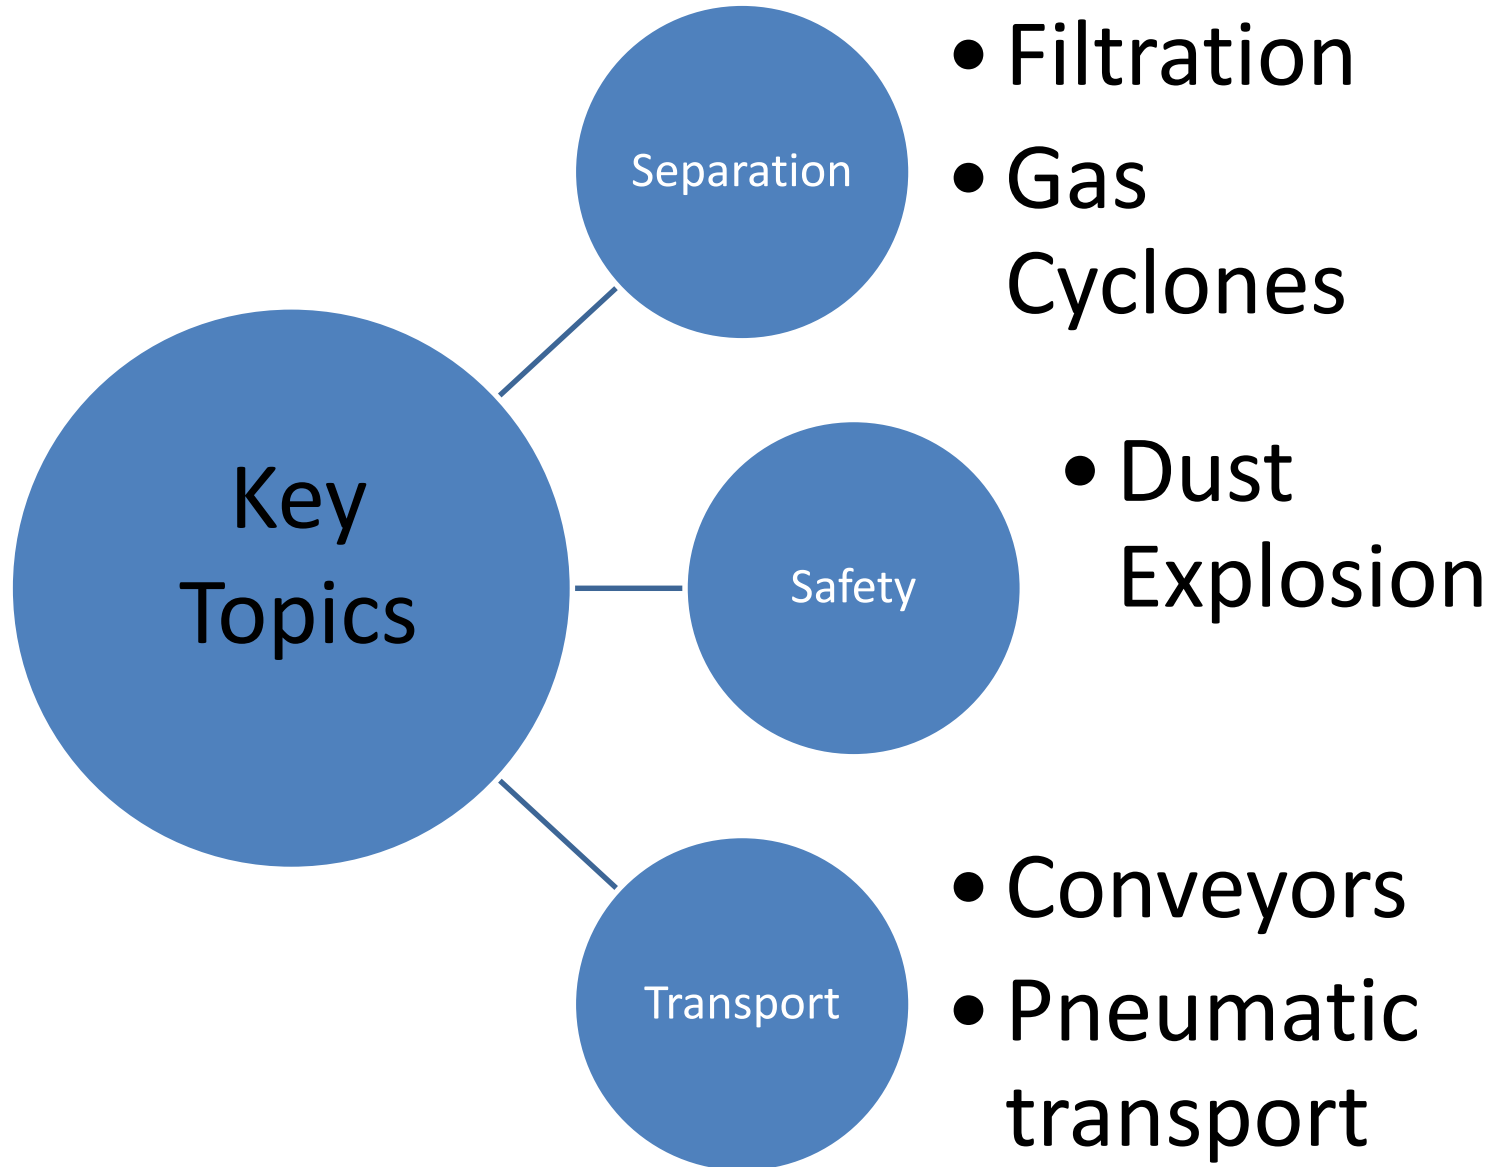 Key
Topics
Separation
• Filtration
• Gas
Cyclones
Safety
• Dust
Explosion
Transport
• Conveyors
• Pneumatic
transport